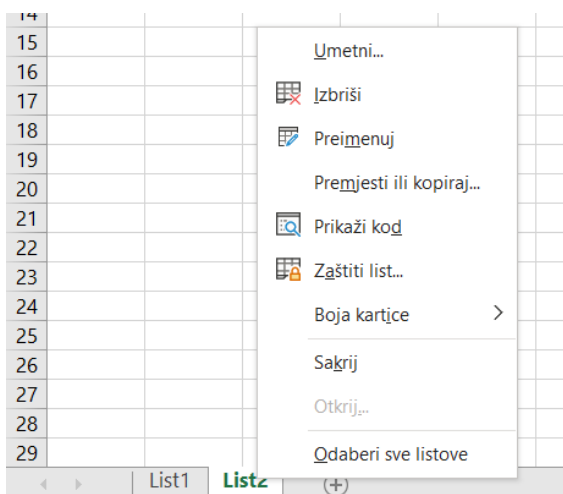 14
15
16
17
18
19
20
21
22
23
24
25
26
27
28
29
Umetni...
Izbriši
Preimenuj
Premjesti ili kopiraj...
Prikaži kod
Zaštiti list...
Boja kartice
Sakrij
Otkrij...
Odaberi sve listove
List1 List2